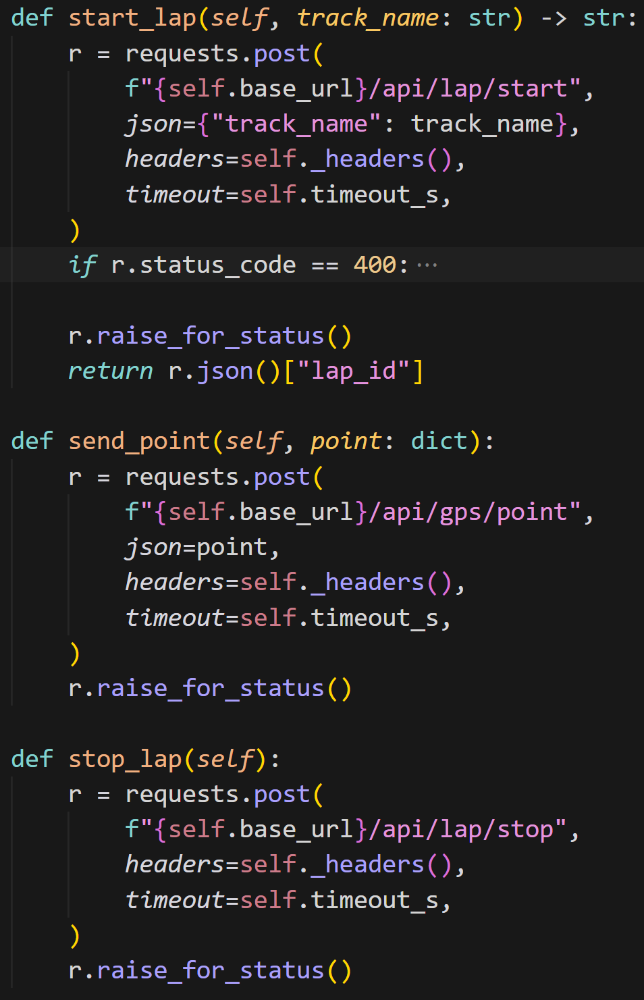 def start_lap(self, track_name: str) -> str:
    r = requests.post(
        f"{self.base_url}/api/lap/start",
        json={"track_name": track_name},
        headers=self._headers(),
        timeout=self.timeout_s,
    )
    if r.status_code == 400:···

    r.raise_for_status()
    return r.json()["lap_id"]

def send_point(self, point: dict):
    r = requests.post(
        f"{self.base_url}/api/gps/point",
        json=point,
        headers=self._headers(),
        timeout=self.timeout_s,
    )
    r.raise_for_status()

def stop_lap(self):
    r = requests.post(
        f"{self.base_url}/api/lap/stop",
        headers=self._headers(),
        timeout=self.timeout_s,
    )
    r.raise_for_status()